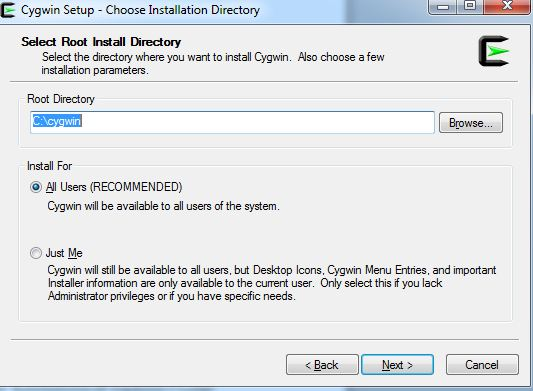 Cygwin Setup - Choose Installation Directory
Select Root Install Directory
Select the directory where you want to install Cygwin. Also choose a few
installation parameters.
Root Directory
C:\cygwin
Browse...
Install For
All Users (RECOMMENDED)
Cygwin will be available to all users of the system.
Just Me
Cygwin will still be available to all users, but Desktop Icons, Cygwin Menu Entries, and important
Installer information are only available to the current user. Only select this if you lack
Administrator privileges or if you have specific needs.
< Back
Next >
Cancel